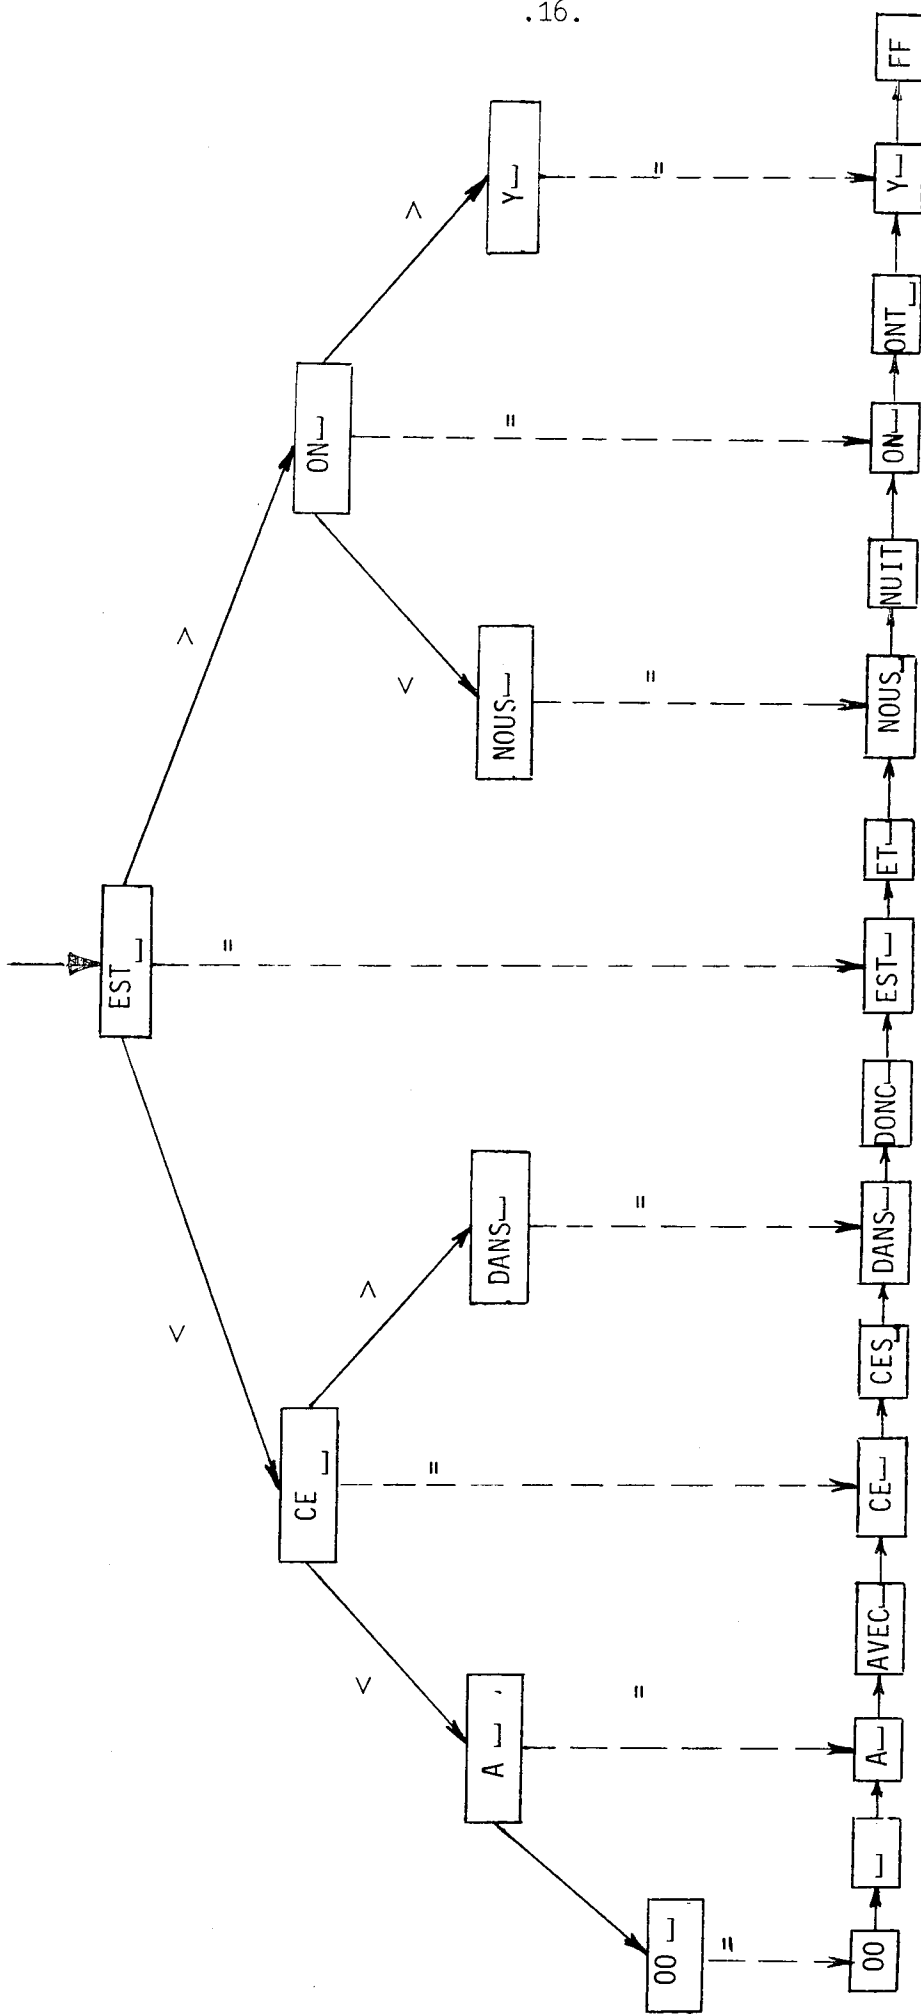 .16.
EST ␣
< = >
CE ␣ ON␣
< = > < = >
A ␣ DANS␣ NOUS␣ Y␣
= = = =
00 ␣
=
00 ␣ A␣ AVEC␣ CE␣ CES␣ DANS␣ DONC␣ EST␣ ET␣ NOUS␣ NUIT ON␣ ONT␣ Y␣ FF